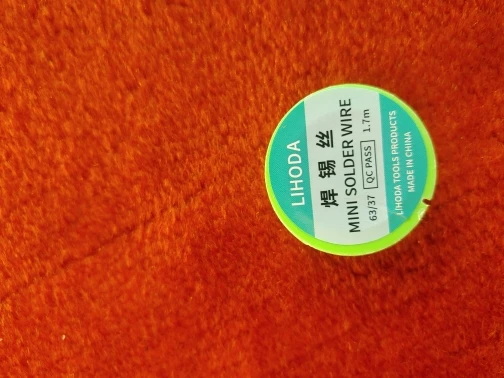 LIHODA
焊锡丝
MINI SOLDER WIRE
63/37 QC PASS 1.7m
LIHODA TOOLS PRODUCTS
MADE IN CHINA